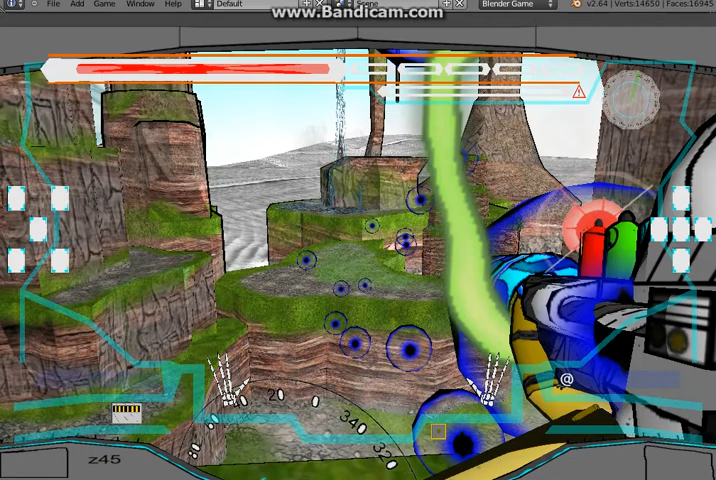 File Add Game Window Help
Default
Blender Game
v2.64 | Verts:14650 | Faces:16945
www.Bandicam.com
@
20
0
340
320
z45